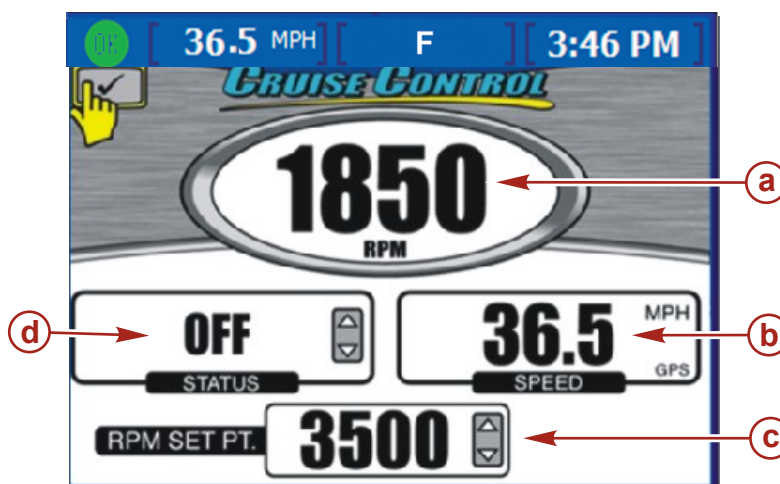 OK [ 36.5 MPH ] [ F ] [ 3:46 PM ]
CRUISE CONTROL
1850
RPM
a
OFF
STATUS
d
36.5 MPH
GPS
SPEED
b
RPM SET PT. 3500
c